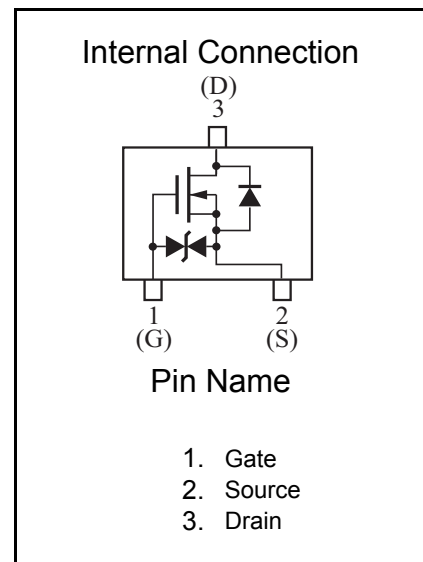 Internal Connection
(D)
3
1 2
(G) (S)
Pin Name
1. Gate
2. Source
3. Drain